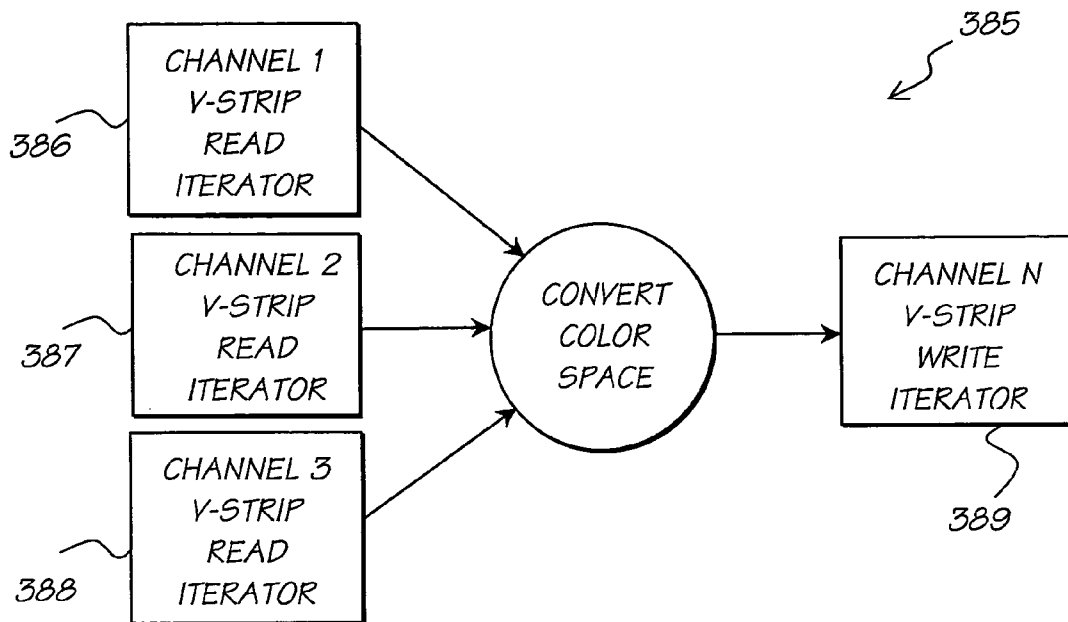 385
CHANNEL 1
V-STRIP
READ
ITERATOR
386
CHANNEL 2
V-STRIP
READ
ITERATOR
387
CHANNEL 3
V-STRIP
READ
ITERATOR
388
CONVERT
COLOR
SPACE
CHANNEL N
V-STRIP
WRITE
ITERATOR
389